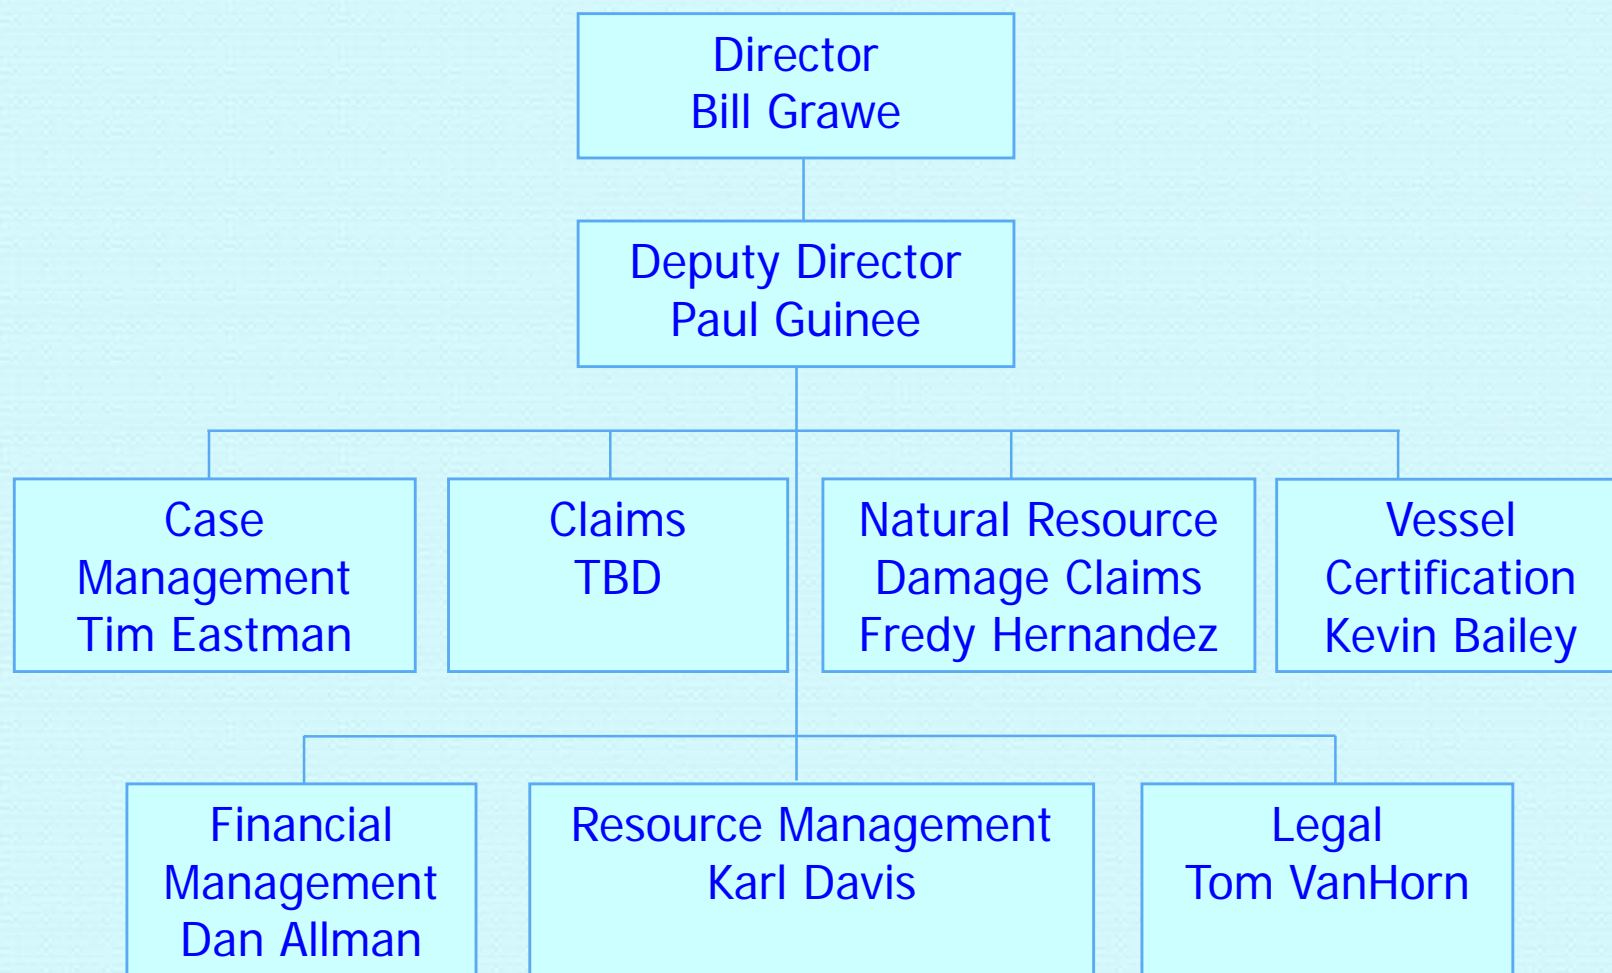 Director
Bill Grawe
Deputy Director
Paul Guinee
Case
Management
Tim Eastman
Claims
TBD
Natural Resource
Damage Claims
Fredy Hernandez
Vessel
Certification
Kevin Bailey
Financial
Management
Dan Allman
Resource Management
Karl Davis
Legal
Tom VanHorn